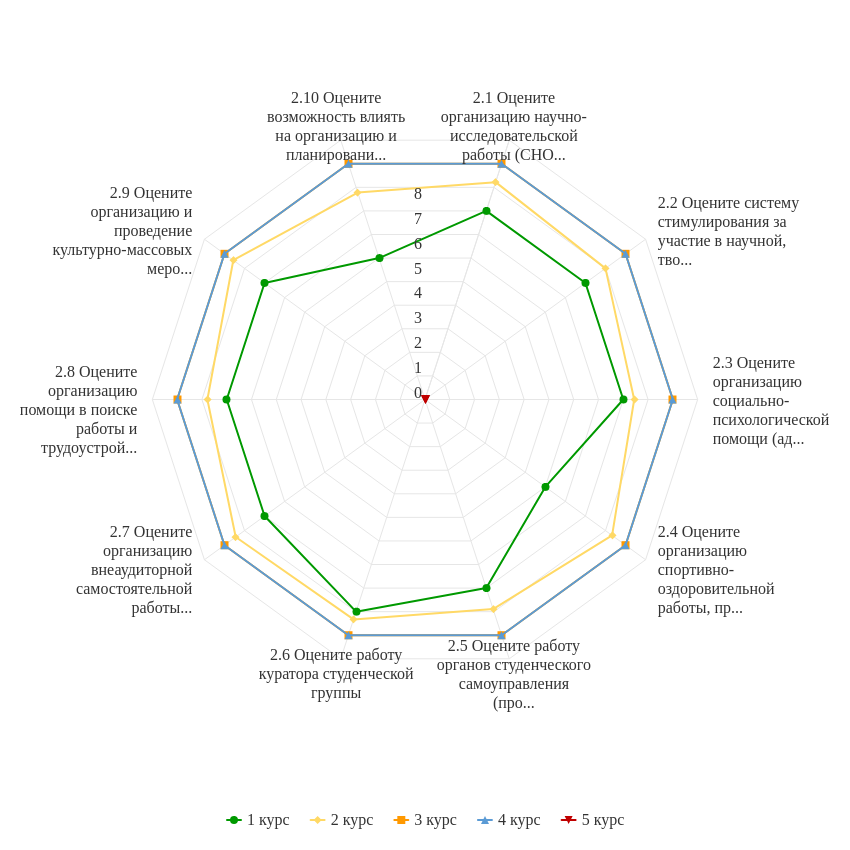 2.10 Оцените
возможность влиять
на организацию и
планировани...
2.1 Оцените
организацию научно-
исследовательской
работы (СНО...
2.9 Оцените
организацию и
проведение
культурно-массовых
меро...
2.2 Оцените систему
стимулирования за
участие в научной,
тво...
8
7
6
5
4
3
2
1
0
2.8 Оцените
организацию
помощи в поиске
работы и
трудоустрой...
2.3 Оцените
организацию
социально-
психологической
помощи (ад...
2.7 Оцените
организацию
внеаудиторной
самостоятельной
работы...
2.4 Оцените
организацию
спортивно-
оздоровительной
работы, пр...
2.6 Оцените работу
куратора студенческой
группы
2.5 Оцените работу
органов студенческого
самоуправления
(про...
1 курс 2 курс 3 курс 4 курс 5 курс